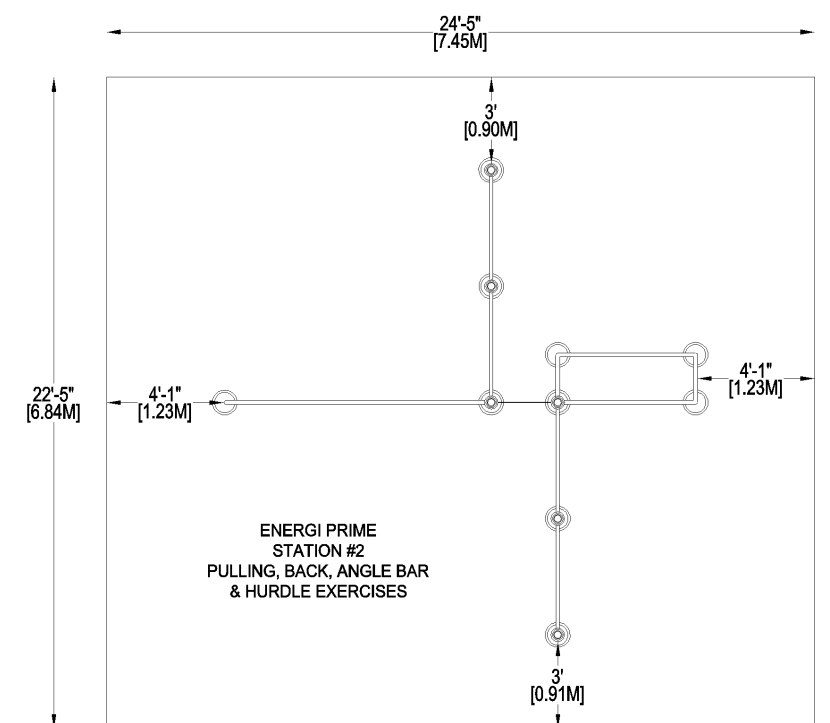 24'-5"
[7.45M]
3'
[0.90M]
22'-5"
[6.84M]
4'-1"
[1.23M]
4'-1"
[1.23M]
ENERGI PRIME
STATION #2
PULLING, BACK, ANGLE BAR
& HURDLE EXERCISES
3'
[0.91M]